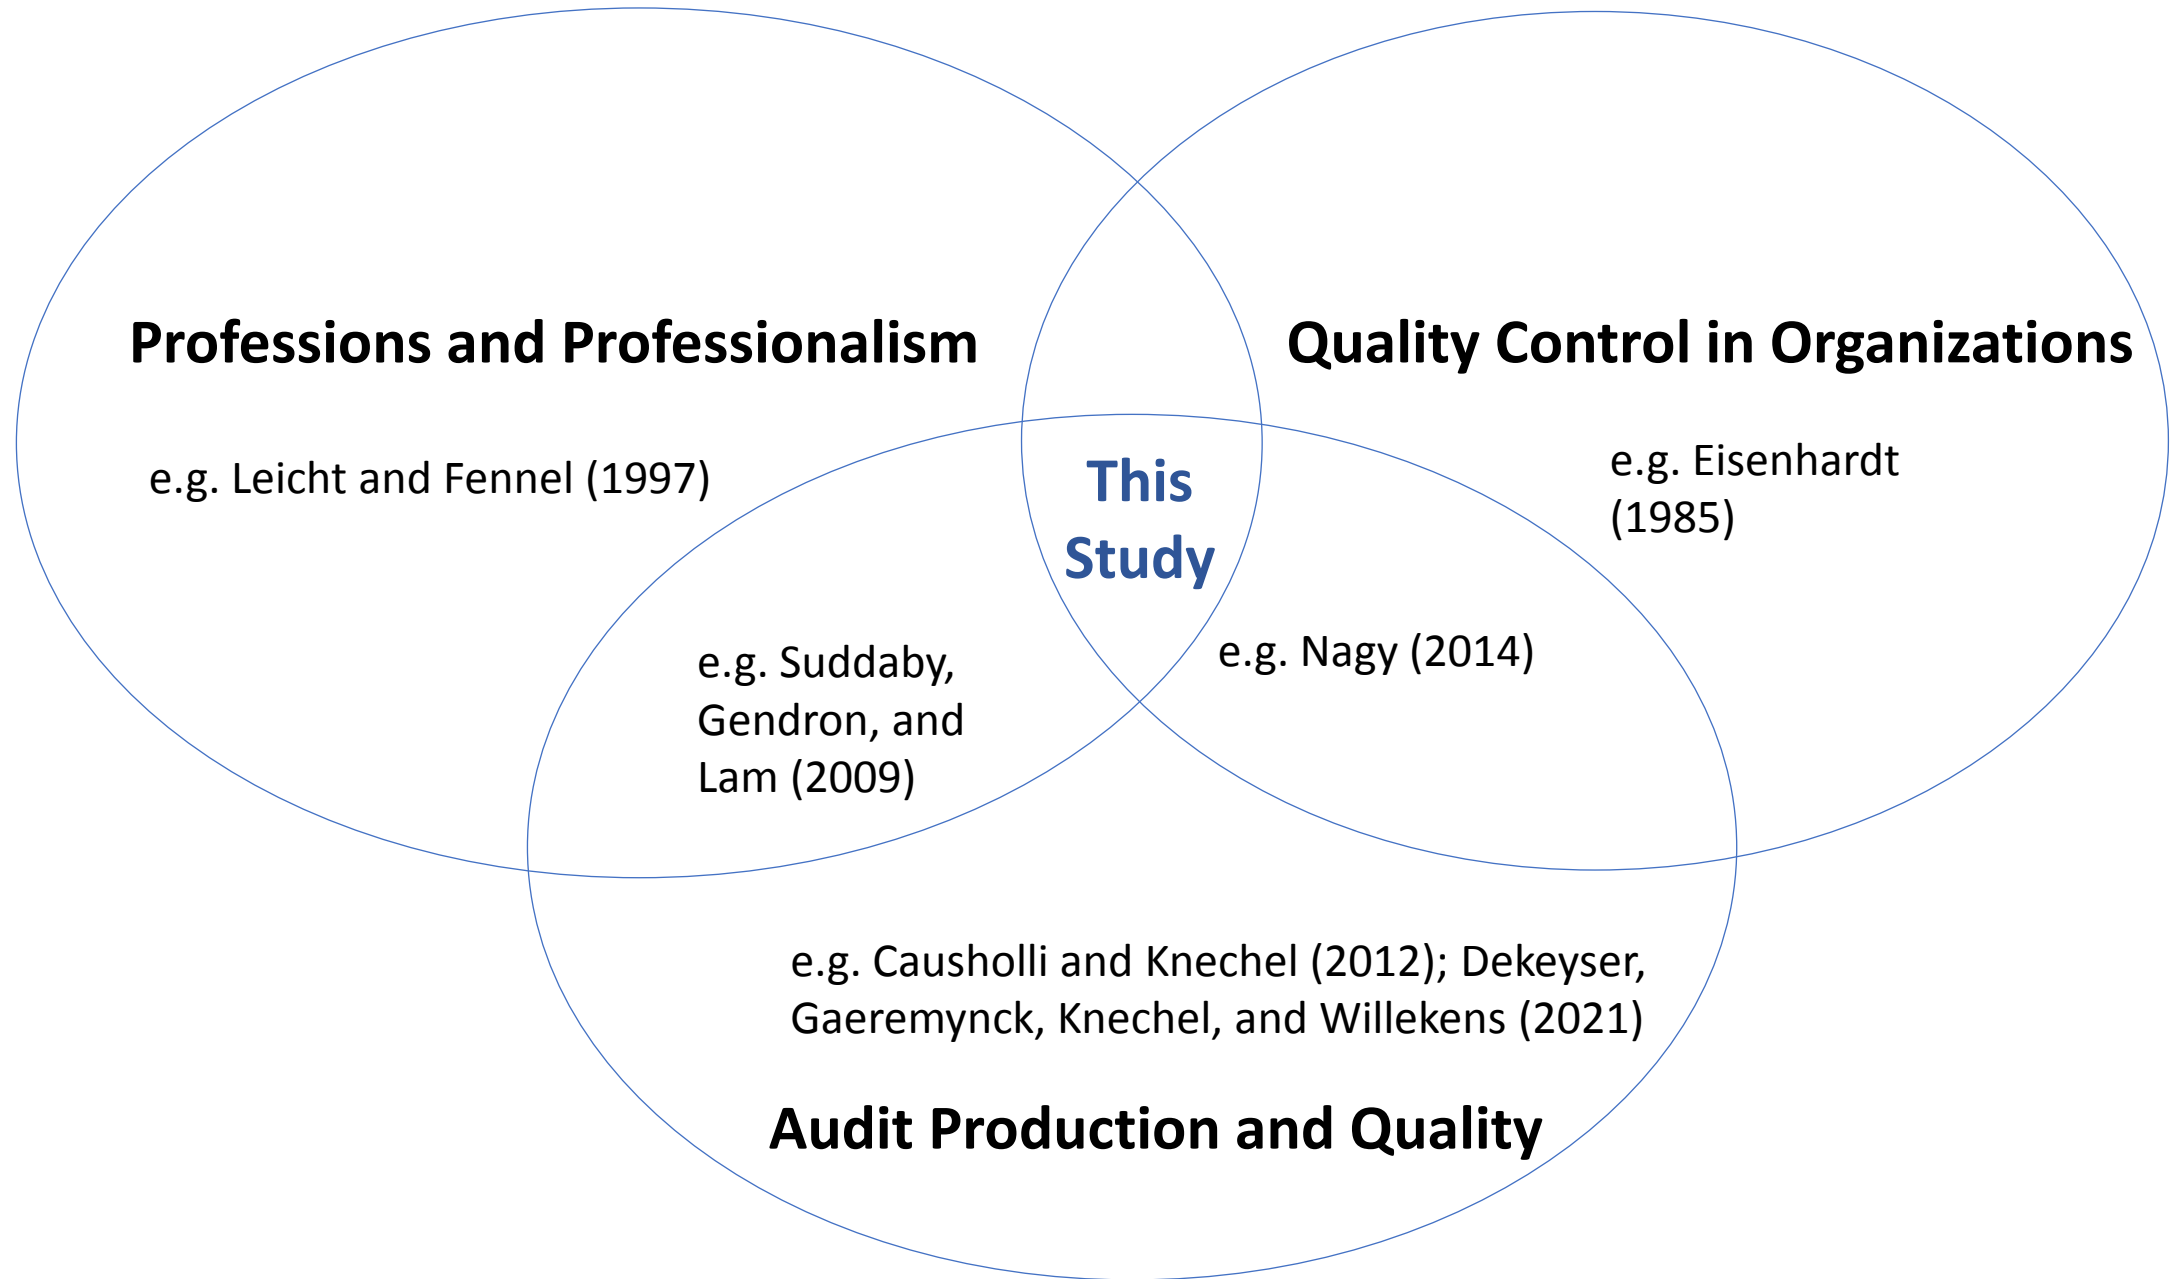 Professions and Professionalism
e.g. Leicht and Fennel (1997)
Quality Control in Organizations
e.g. Eisenhardt
(1985)
This
Study
e.g. Suddaby,
Gendron, and
Lam (2009)
e.g. Nagy (2014)
e.g. Causholli and Knechel (2012); Dekeyser,
Gaeremynck, Knechel, and Willekens (2021)
Audit Production and Quality